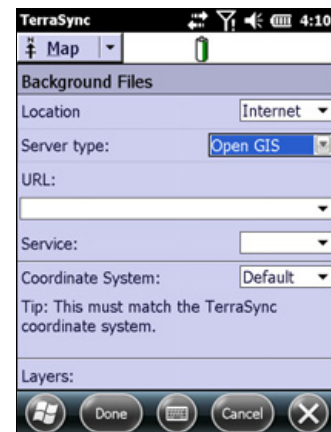 TerraSync 4:10
Map
Background Files
Location Internet
Server type: Open GIS
URL:
Service:
Coordinate System: Default
Tip: This must match the TerraSync
coordinate system.
Layers:
Done Cancel